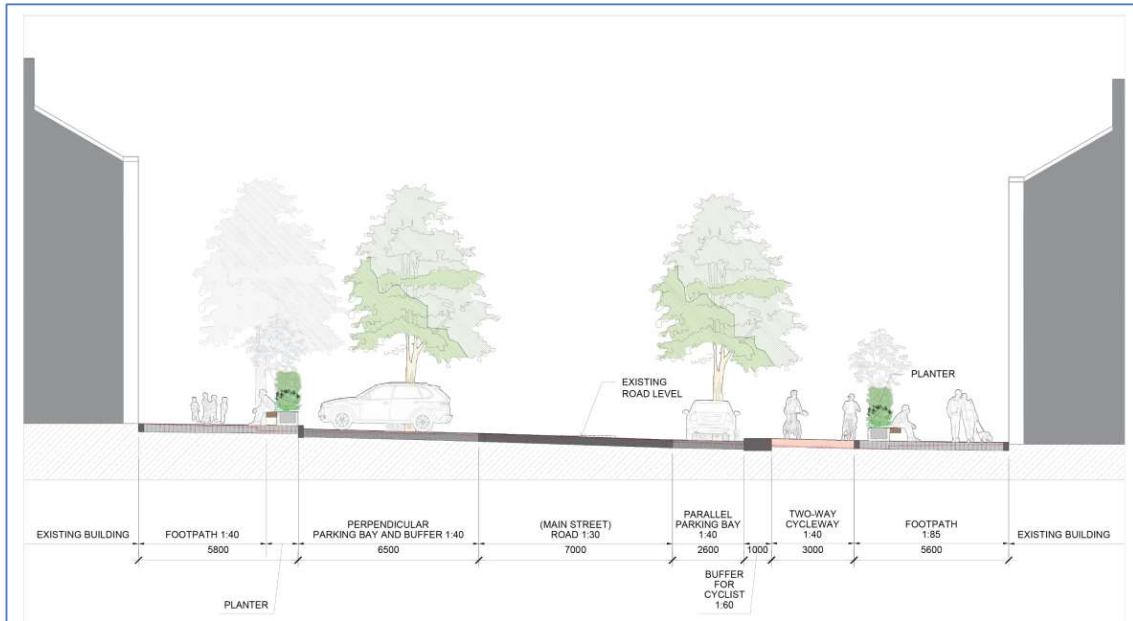 EXISTING
ROAD LEVEL
PLANTER
EXISTING BUILDING
FOOTPATH 1:40
5800
PLANTER
PERPENDICULAR
PARKING BAY AND BUFFER 1:40
6500
(MAIN STREET)
ROAD 1:30
7000
PARALLEL
PARKING BAY
1:40
2600
1000
BUFFER
FOR
CYCLIST
1:60
TWO-WAY
CYCLEWAY
1:40
3000
FOOTPATH
1:85
5600
EXISTING BUILDING